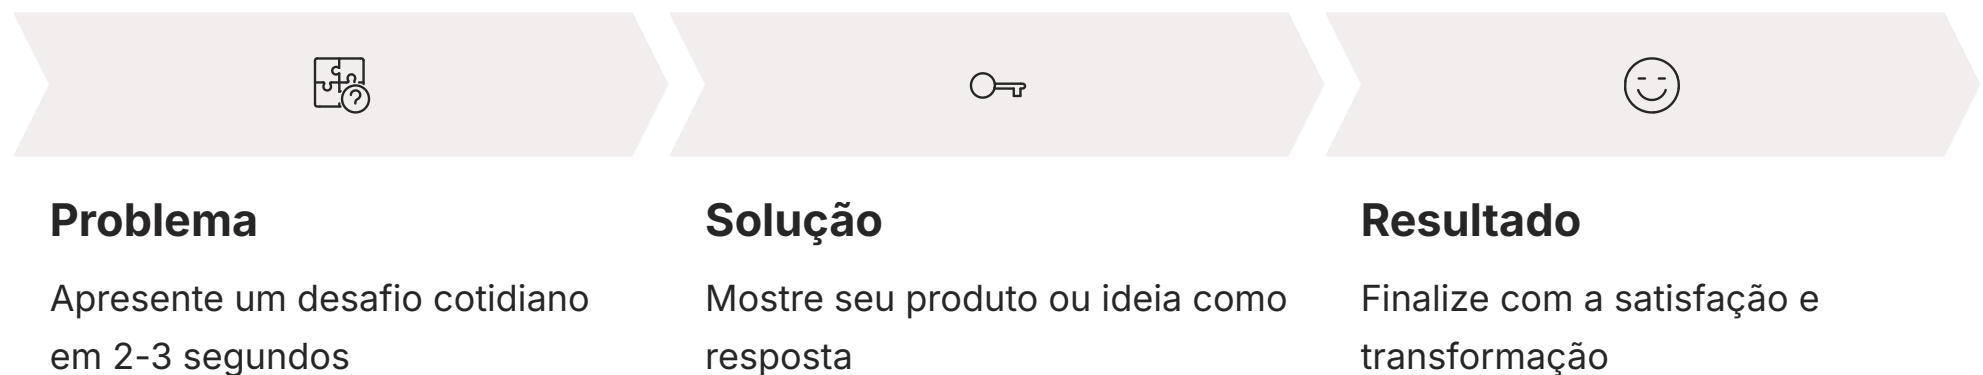 Problema
Apresente um desafio cotidiano
em 2-3 segundos
Solução
Mostre seu produto ou ideia como
resposta
Resultado
Finalize com a satisfação e
transformação